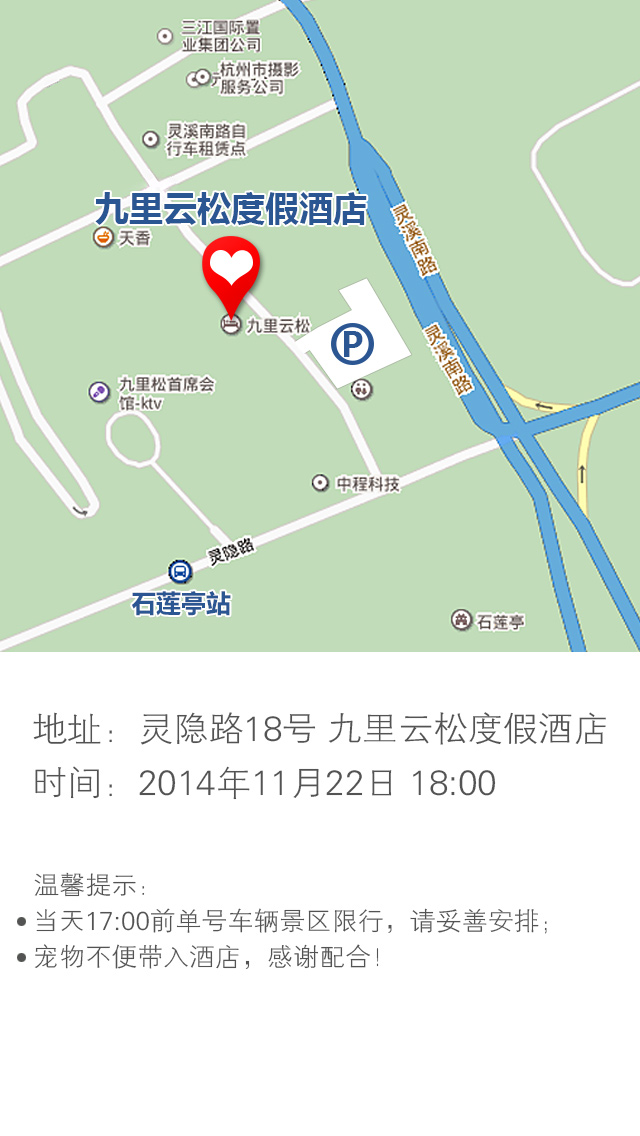 三江国际置
业集团公司
杭州市摄影
服务公司
灵溪南路自
行车租赁点
九里云松度假酒店
天香
灵溪南路
九里云松
P
灵溪南路
九里松首席会
馆-ktv
中程科技
灵隐路
石莲亭站
石莲亭
地址：灵隐路18号 九里云松度假酒店
时间：2014年11月22日 18:00
温馨提示：
• 当天17:00前单号车辆景区限行，请妥善安排；
• 宠物不便带入酒店，感谢配合！